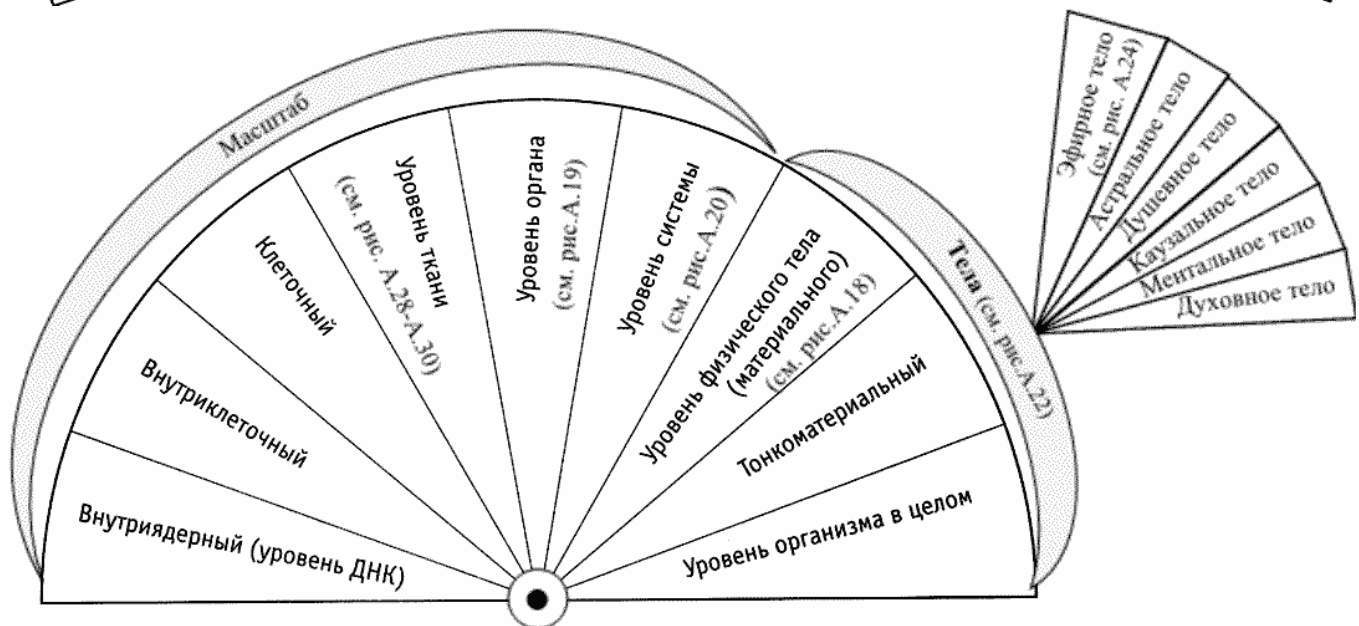 Масштаб
Внутриядерный (уровень ДНК)
Внутриклеточный
Клеточный
Уровень ткани
(см. рис. А.28-А.30)
Уровень органа
(см. рис.А.19)
Уровень системы
(см. рис.А.20)
Уровень физического тела
(материального)
(см. рис.А.18)
Тонкоматериальный
Уровень организма в целом
Тела (см. рис.А.22)
Эфирное тело
(см. рис. А.24)
Астральное тело
Душевное тело
Каузальное тело
Ментальное тело
Духовное тело